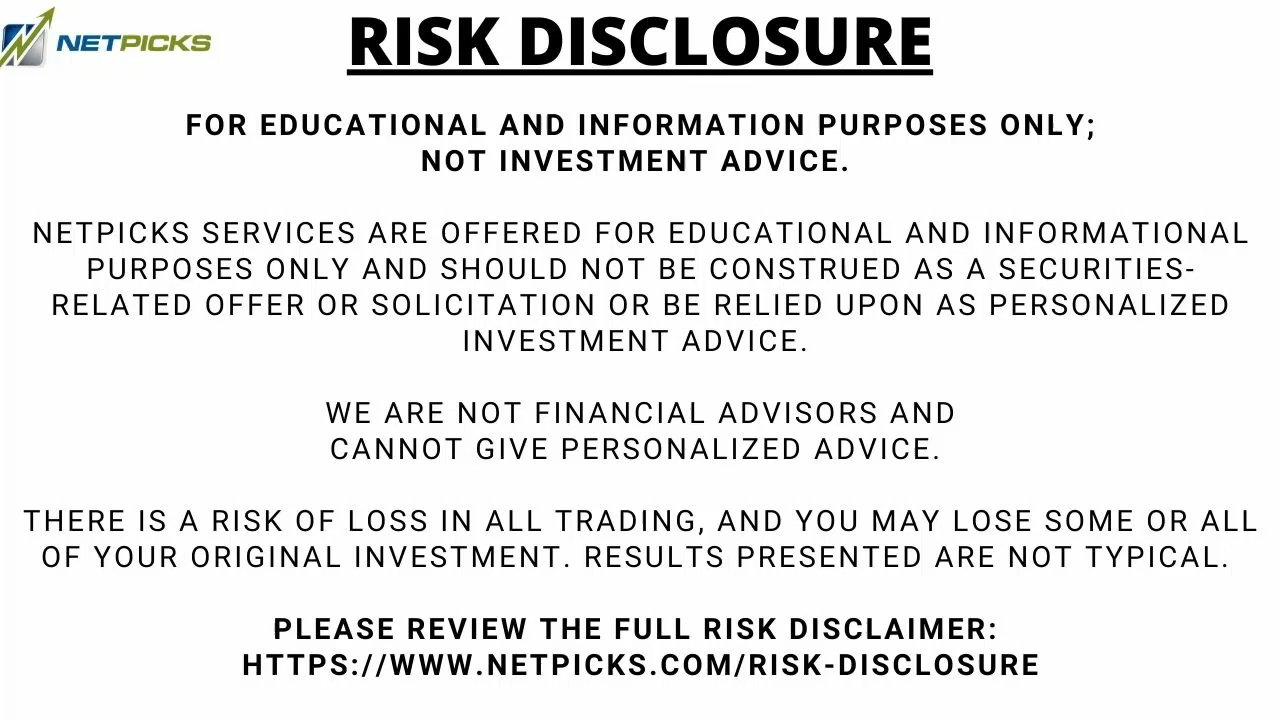 NETPICKS
RISK DISCLOSURE
FOR EDUCATIONAL AND INFORMATION PURPOSES ONLY;
NOT INVESTMENT ADVICE.
NETPICKS SERVICES ARE OFFERED FOR EDUCATIONAL AND INFORMATIONAL
PURPOSES ONLY AND SHOULD NOT BE CONSTRUED AS A SECURITIES-
RELATED OFFER OR SOLICITATION OR BE RELIED UPON AS PERSONALIZED
INVESTMENT ADVICE.
WE ARE NOT FINANCIAL ADVISORS AND
CANNOT GIVE PERSONALIZED ADVICE.
THERE IS A RISK OF LOSS IN ALL TRADING, AND YOU MAY LOSE SOME OR ALL
OF YOUR ORIGINAL INVESTMENT. RESULTS PRESENTED ARE NOT TYPICAL.
PLEASE REVIEW THE FULL RISK DISCLAIMER:
HTTPS://WWW.NETPICKS.COM/RISK-DISCLOSURE